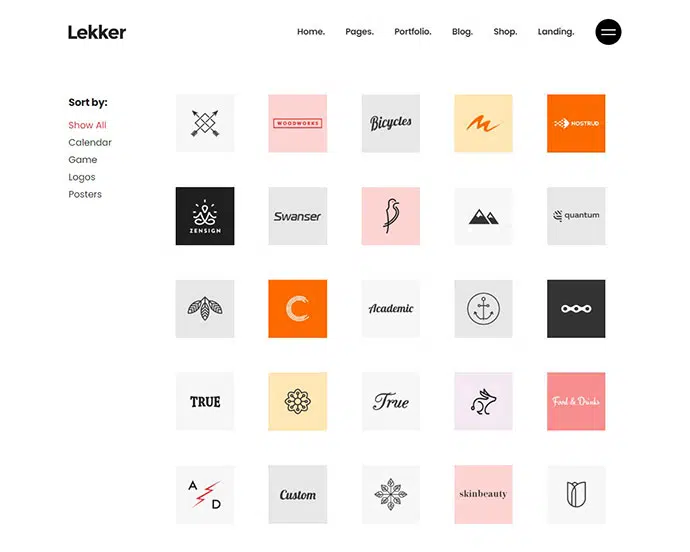 Lekker
Home. Pages. Portfolio. Blog. Shop. Landing.
Sort by:
Show All
Calendar
Game
Logos
Posters
WOODWORKS
Bicycles
NOSTRUD
ZENSIGN
Swanser
quantum
Academic
TRUE
True
Food & Drinks
A
D
Custom
skinbeauty